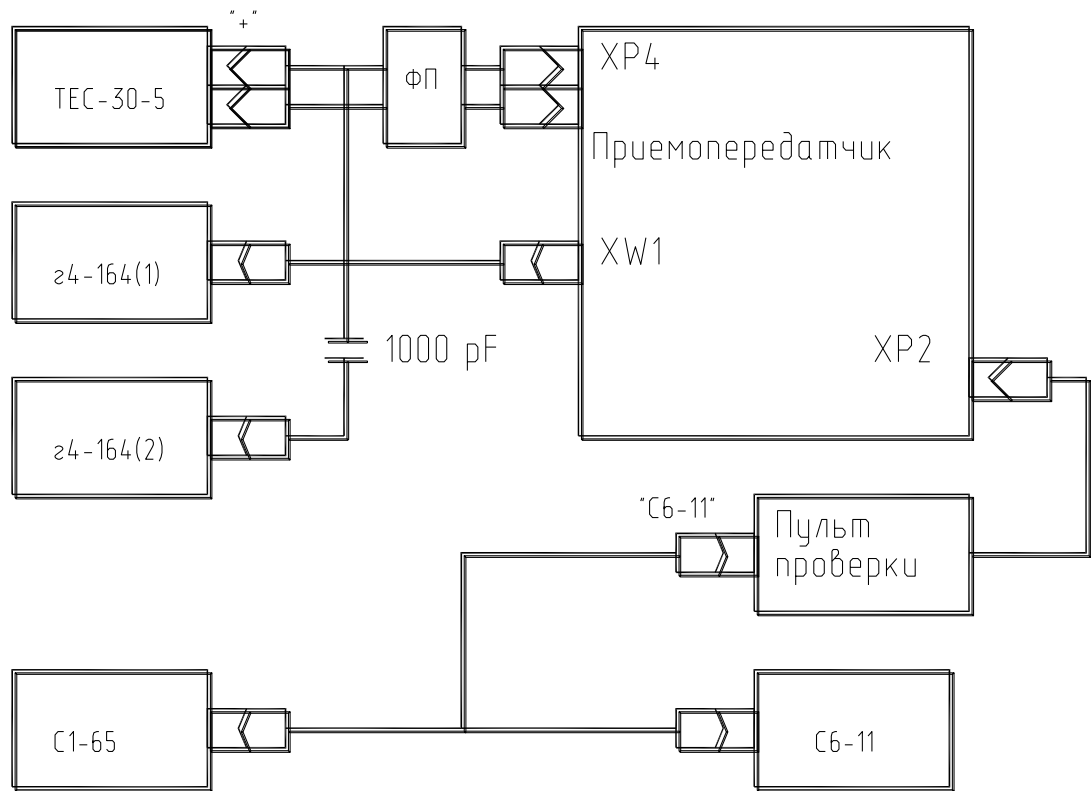 "+"
ТЕС-30-5
ФП
ХР4
Приемопередатчик
г4-164(1)
XW1
1000 pF
ХР2
г4-164(2)
"С6-11"
Пульт
проверки
С1-65
С6-11